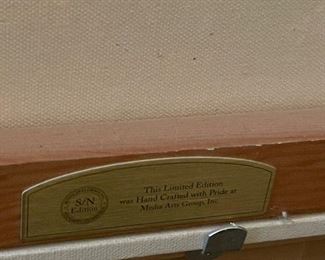 S/N
Edition
This Limited Edition
was Hand Crafted with Pride at
Media Arts Group, Inc.